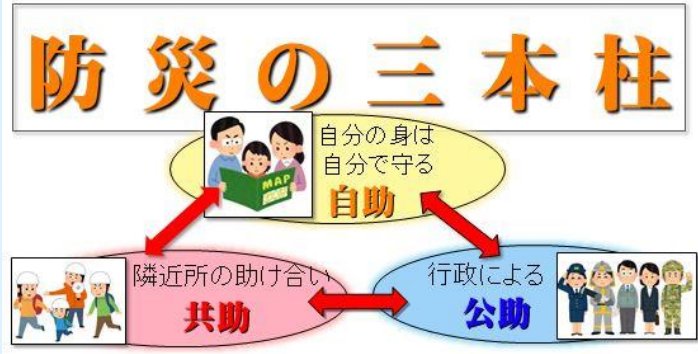 防災の三本柱
自分の身は
自分で守る
自助
MAP
隣近所の助け合い
共助
行政による
公助